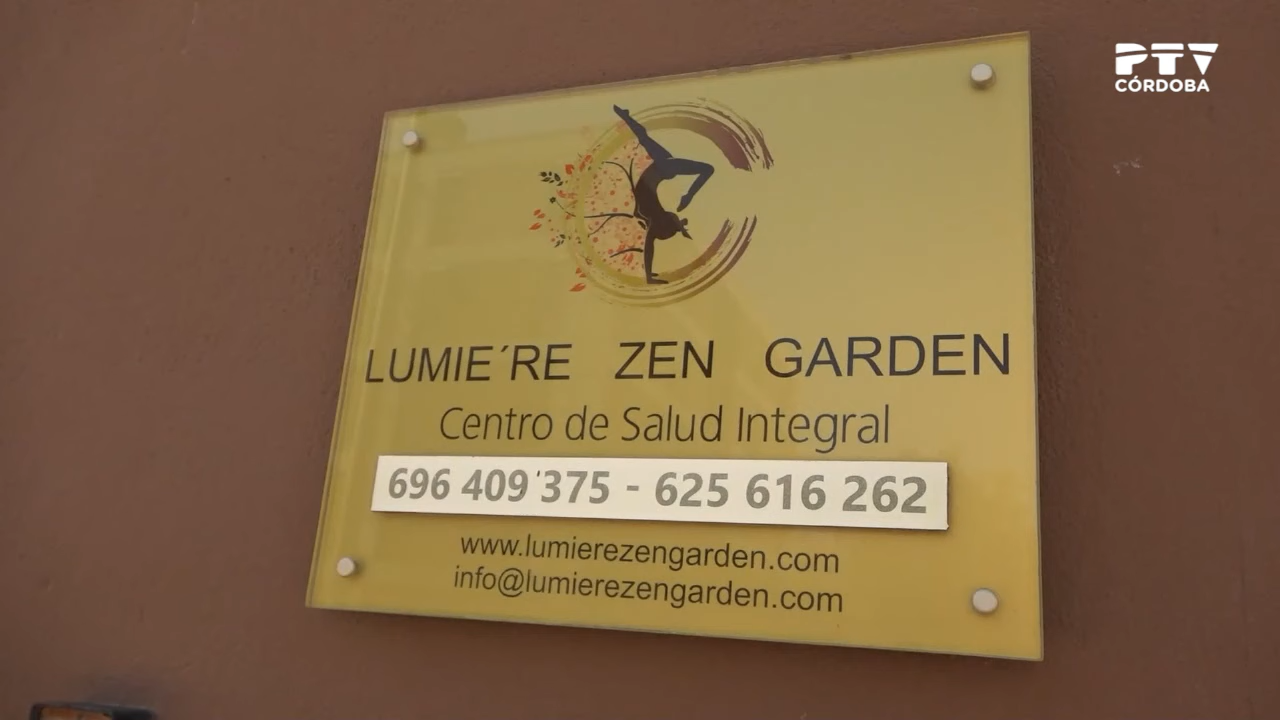 PTV
CÓRDOBA
LUMIE´RE ZEN GARDEN
Centro de Salud Integral
696 409 375 - 625 616 262
www.lumierezengarden.com
info@lumierezengarden.com